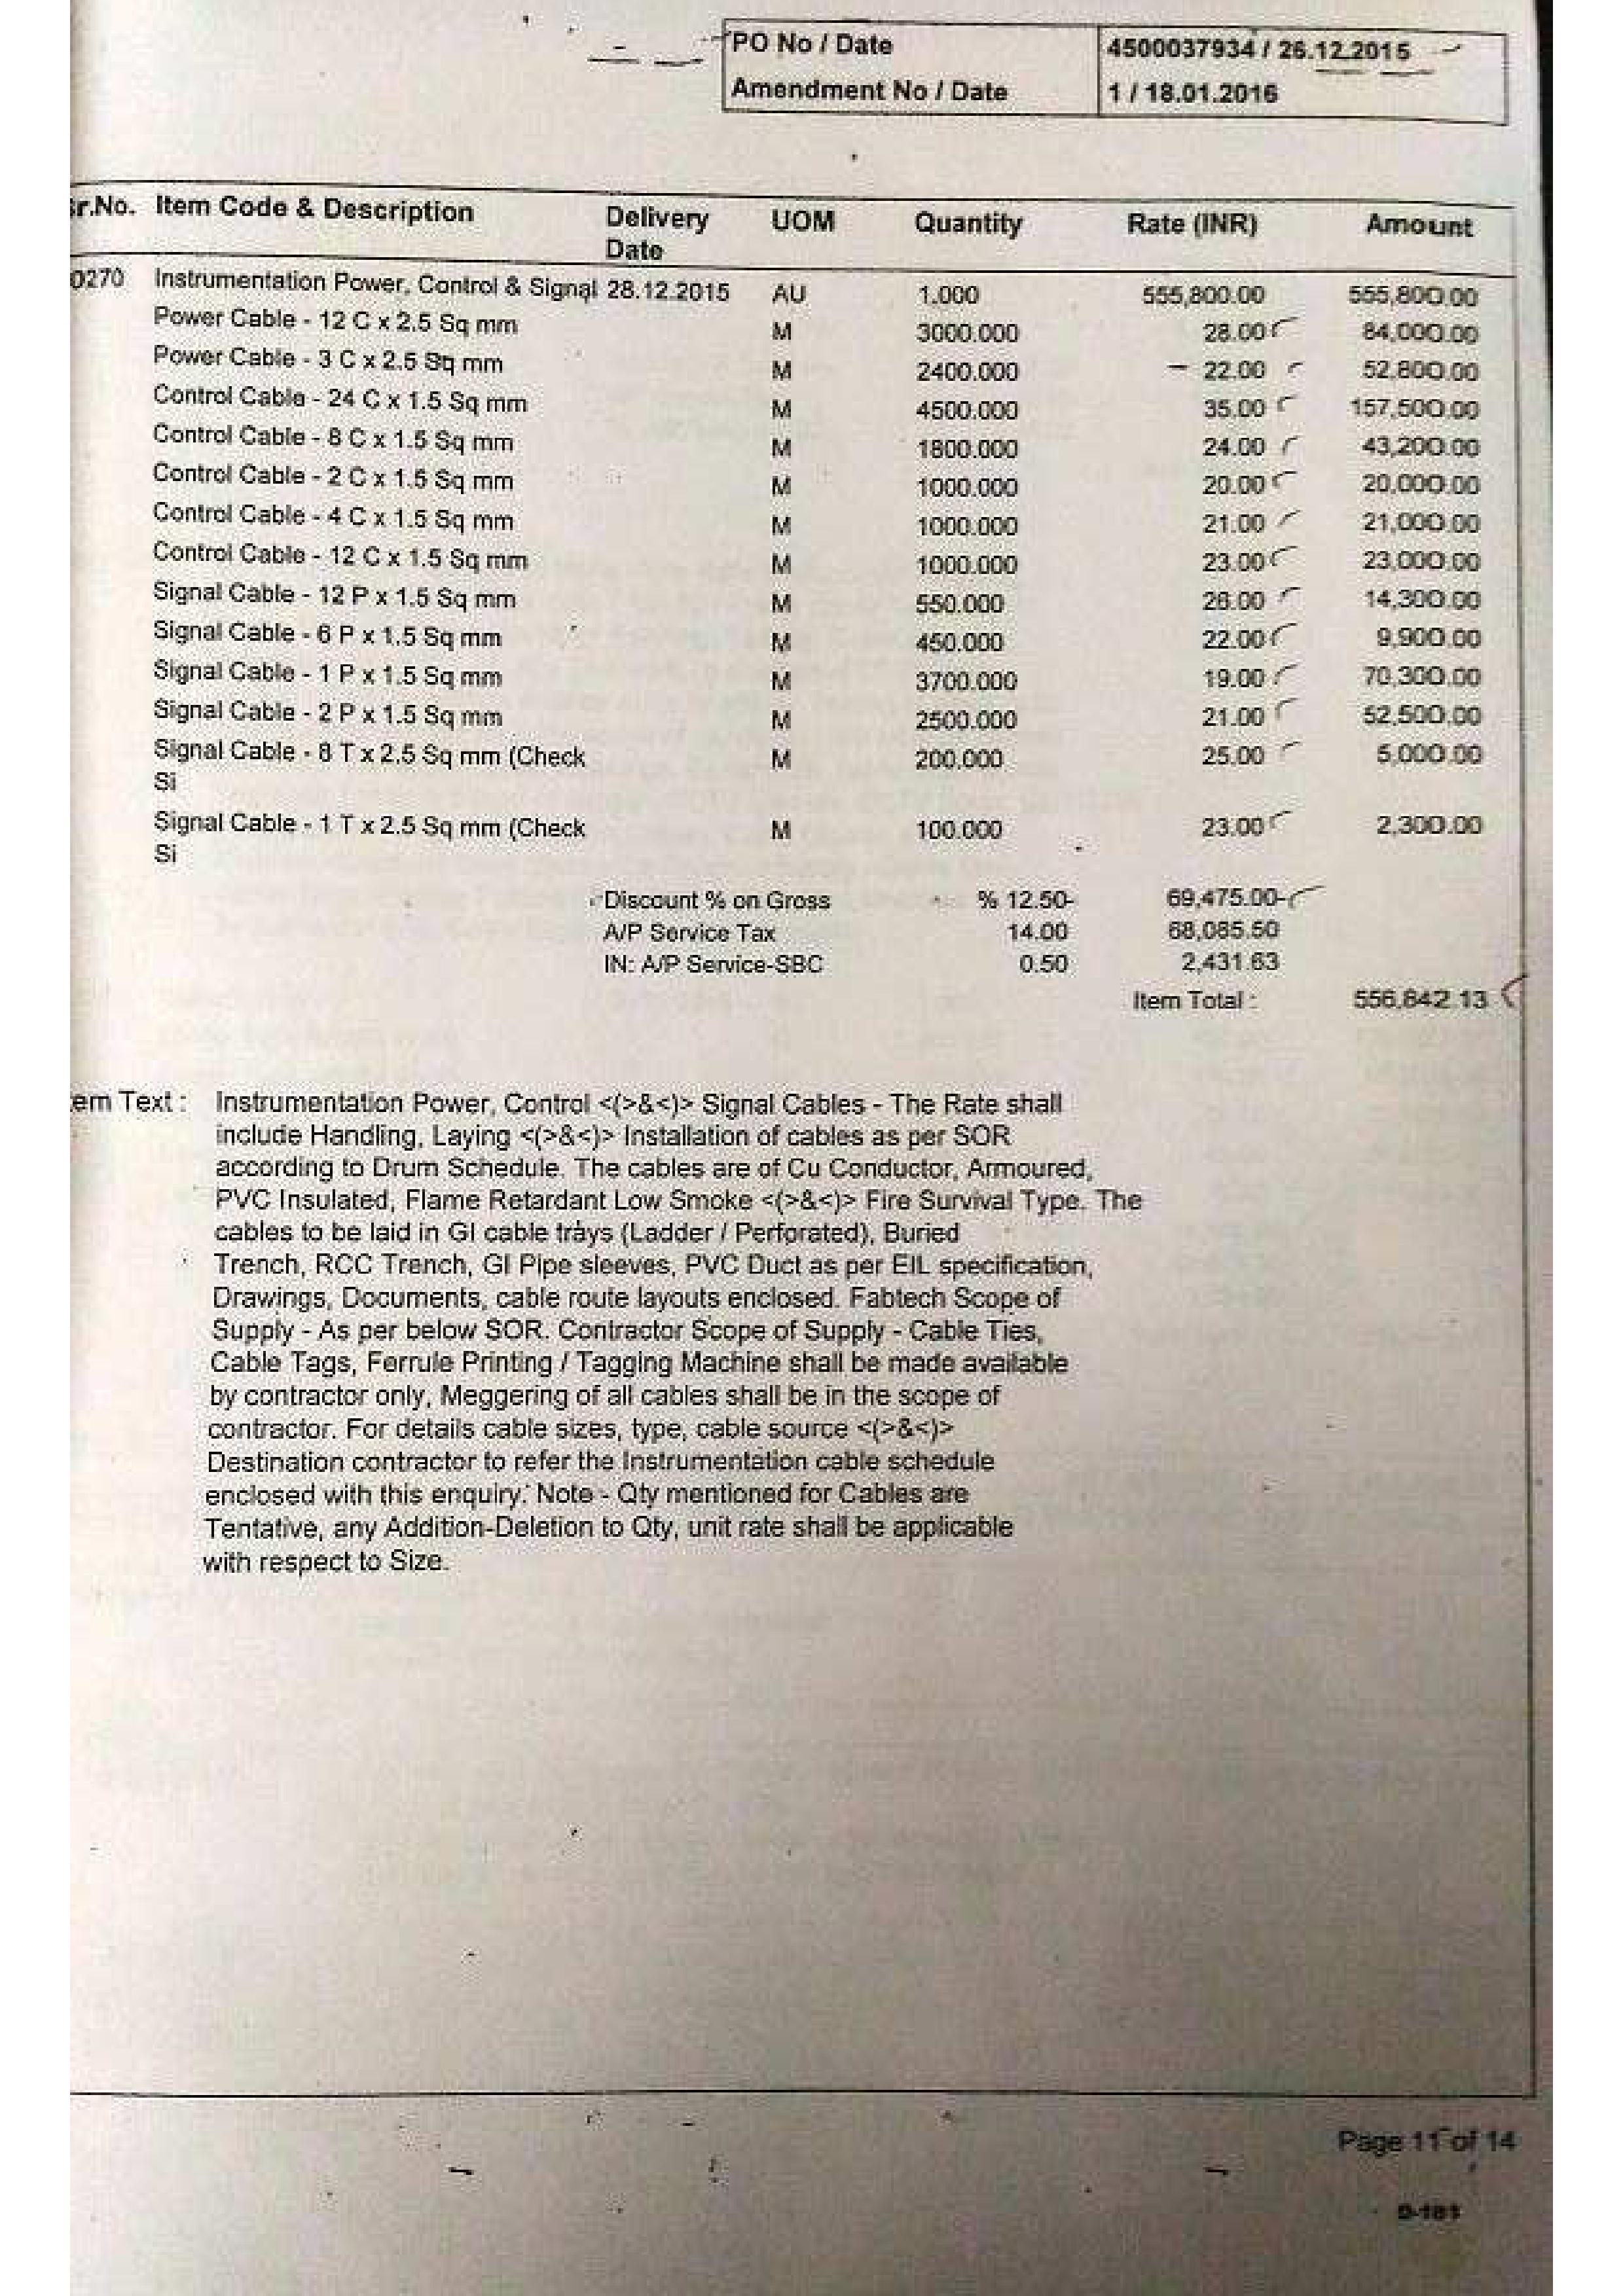 PO No / Date 4500037934 / 26.12.2015
Amendment No / Date 1 / 18.01.2016
Sr.No. Item Code & Description Delivery Date UOM Quantity Rate (INR) Amount
0270 Instrumentation Power, Control & Signal 28.12.2015 AU 1.000 555,800.00 555,800.00
Power Cable - 12 C x 2.5 Sq mm M 3000.000 28.00 84,000.00
Power Cable - 3 C x 2.5 Sq mm M 2400.000 22.00 52,800.00
Control Cable - 24 C x 1.5 Sq mm M 4500.000 35.00 157,500.00
Control Cable - 8 C x 1.5 Sq mm M 1800.000 24.00 43,200.00
Control Cable - 2 C x 1.5 Sq mm M 1000.000 20.00 20,000.00
Control Cable - 4 C x 1.5 Sq mm M 1000.000 21.00 21,000.00
Control Cable - 12 C x 1.5 Sq mm M 1000.000 23.00 23,000.00
Signal Cable - 12 P x 1.5 Sq mm M 550.000 26.00 14,300.00
Signal Cable - 6 P x 1.5 Sq mm M 450.000 22.00 9,900.00
Signal Cable - 1 P x 1.5 Sq mm M 3700.000 19.00 70,300.00
Signal Cable - 2 P x 1.5 Sq mm M 2500.000 21.00 52,500.00
Signal Cable - 8 T x 2.5 Sq mm (Check M 200.000 25.00 5,000.00
Si
Signal Cable - 1 T x 2.5 Sq mm (Check M 100.000 23.00 2,300.00
Si
Discount % on Gross % 12.50- 69,475.00-
A/P Service Tax 14.00 68,085.50
IN: A/P Service-SBC 0.50 2,431.63
Item Total : 556,842.13
em Text : Instrumentation Power, Control <(>&<)> Signal Cables - The Rate shall
include Handling, Laying <(>&<)> Installation of cables as per SOR
according to Drum Schedule. The cables are of Cu Conductor, Armoured,
PVC Insulated, Flame Retardant Low Smoke <(>&<)> Fire Survival Type. The
cables to be laid in GI cable trays (Ladder / Perforated), Buried
Trench, RCC Trench, GI Pipe sleeves, PVC Duct as per EIL specification,
Drawings, Documents, cable route layouts enclosed. Fabtech Scope of
Supply - As per below SOR. Contractor Scope of Supply - Cable Ties,
Cable Tags, Ferrule Printing / Tagging Machine shall be made available
by contractor only, Meggering of all cables shall be in the scope of
contractor. For details cable sizes, type, cable source <(>&<)>
Destination contractor to refer the Instrumentation cable schedule
enclosed with this enquiry. Note - Qty mentioned for Cables are
Tentative, any Addition-Deletion to Qty, unit rate shall be applicable
with respect to Size.
Page 11 of 14